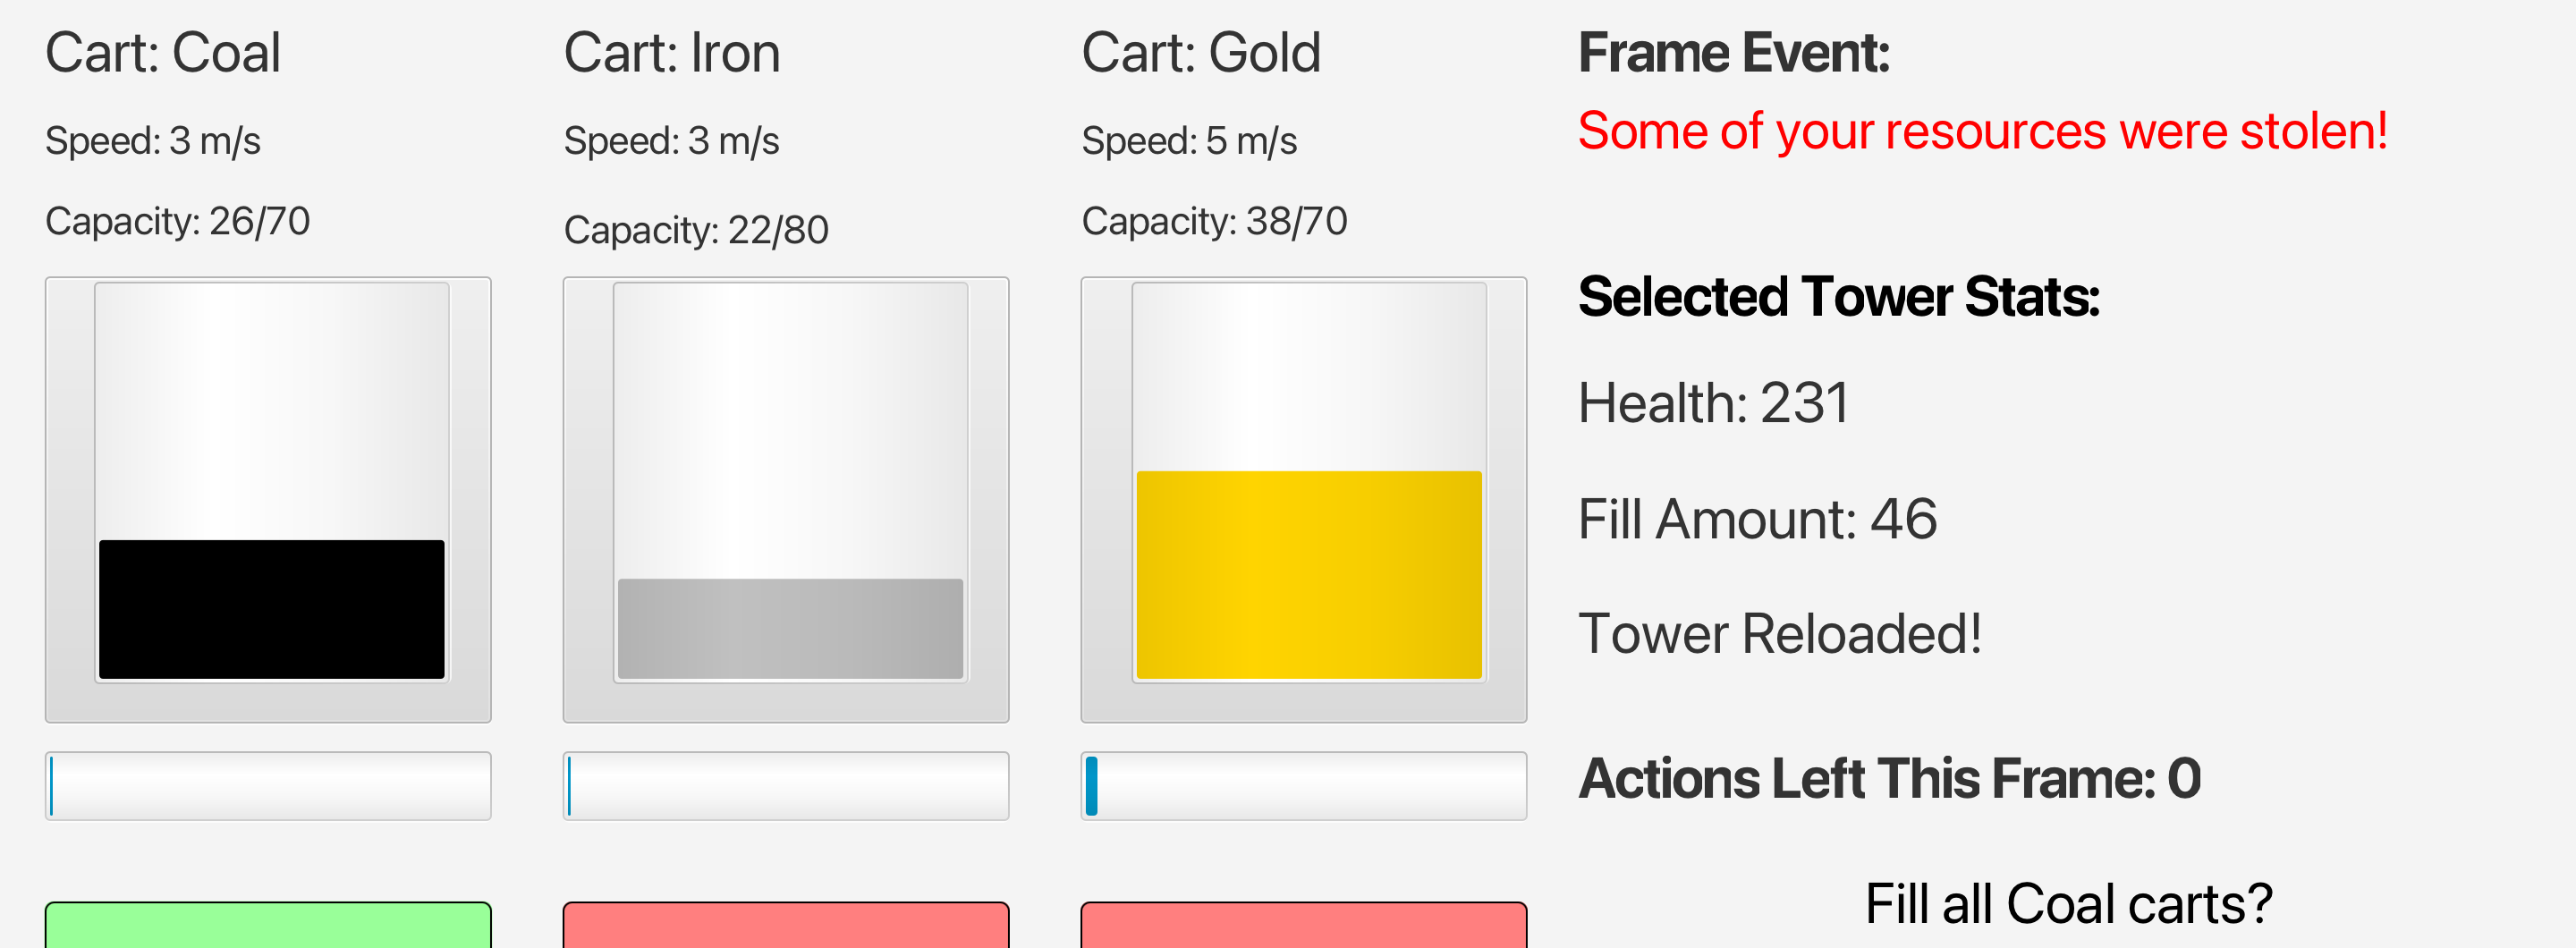 Cart: Coal
Speed: 3 m/s
Capacity: 26/70
Cart: Iron
Speed: 3 m/s
Capacity: 22/80
Cart: Gold
Speed: 5 m/s
Capacity: 38/70
Frame Event:
Some of your resources were stolen!
Selected Tower Stats:
Health: 231
Fill Amount: 46
Tower Reloaded!
Actions Left This Frame: 0
Fill all Coal carts?